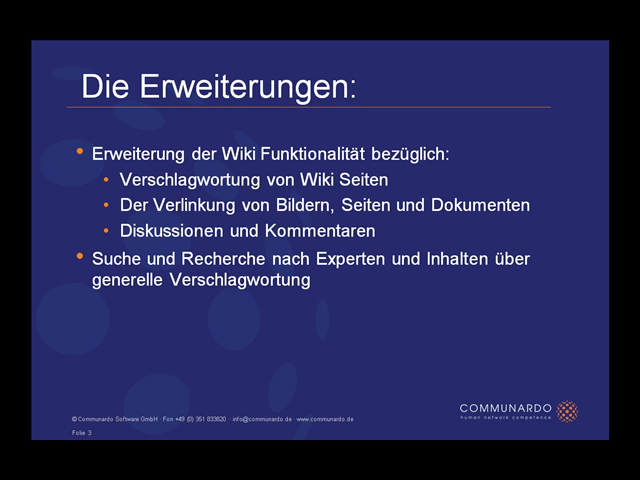 Die Erweiterungen:
• Erweiterung der Wiki Funktionalität bezüglich:
• Verschlagwortung von Wiki Seiten
• Der Verlinkung von Bildern, Seiten und Dokumenten
• Diskussionen und Kommentaren
• Suche und Recherche nach Experten und Inhalten über
generelle Verschlagwortung
© Communardo Software GmbH · Fon +49 (0) 351 833820 · info@communardo.de · www.communardo.de
Folie 3
COMMUNARDO
human network competence